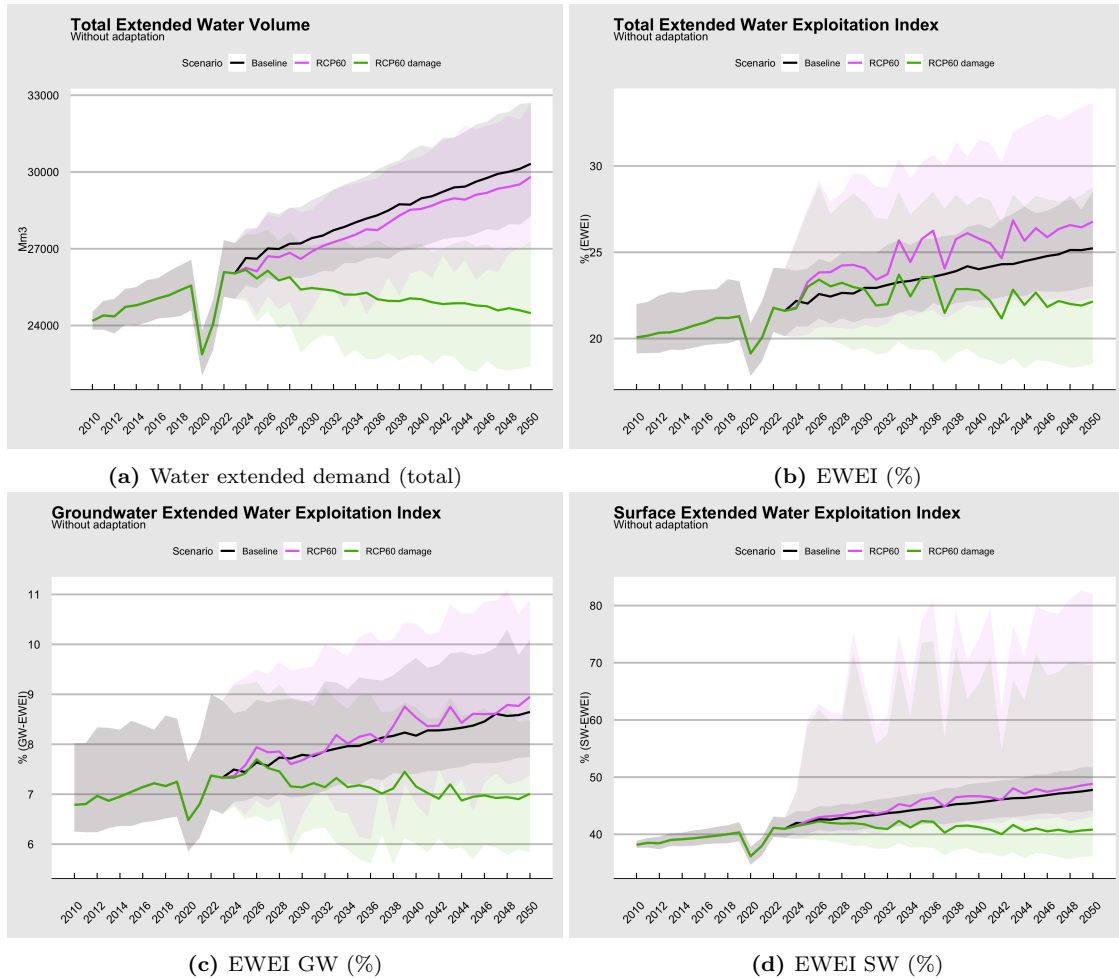 Total Extended Water Volume
Without adaptation
Scenario Baseline RCP60 RCP60 damage
33000
30000
27000
24000
Mm3
2010 2012 2014 2016 2018 2020 2022 2024 2026 2028 2030 2032 2034 2036 2038 2040 2042 2044 2046 2048 2050
(a) Water extended demand (total)
Total Extended Water Exploitation Index
Without adaptation
Scenario Baseline RCP60 RCP60 damage
30
25
20
% (EWEI)
2010 2012 2014 2016 2018 2020 2022 2024 2026 2028 2030 2032 2034 2036 2038 2040 2042 2044 2046 2048 2050
(b) EWEI (%)
Groundwater Extended Water Exploitation Index
Without adaptation
Scenario Baseline RCP60 RCP60 damage
11
10
9
8
7
6
% (GW-EWEI)
2010 2012 2014 2016 2018 2020 2022 2024 2026 2028 2030 2032 2034 2036 2038 2040 2042 2044 2046 2048 2050
(c) EWEI GW (%)
Surface Extended Water Exploitation Index
Without adaptation
Scenario Baseline RCP60 RCP60 damage
80
70
60
50
40
% (SW-EWEI)
2010 2012 2014 2016 2018 2020 2022 2024 2026 2028 2030 2032 2034 2036 2038 2040 2042 2044 2046 2048 2050
(d) EWEI SW (%)